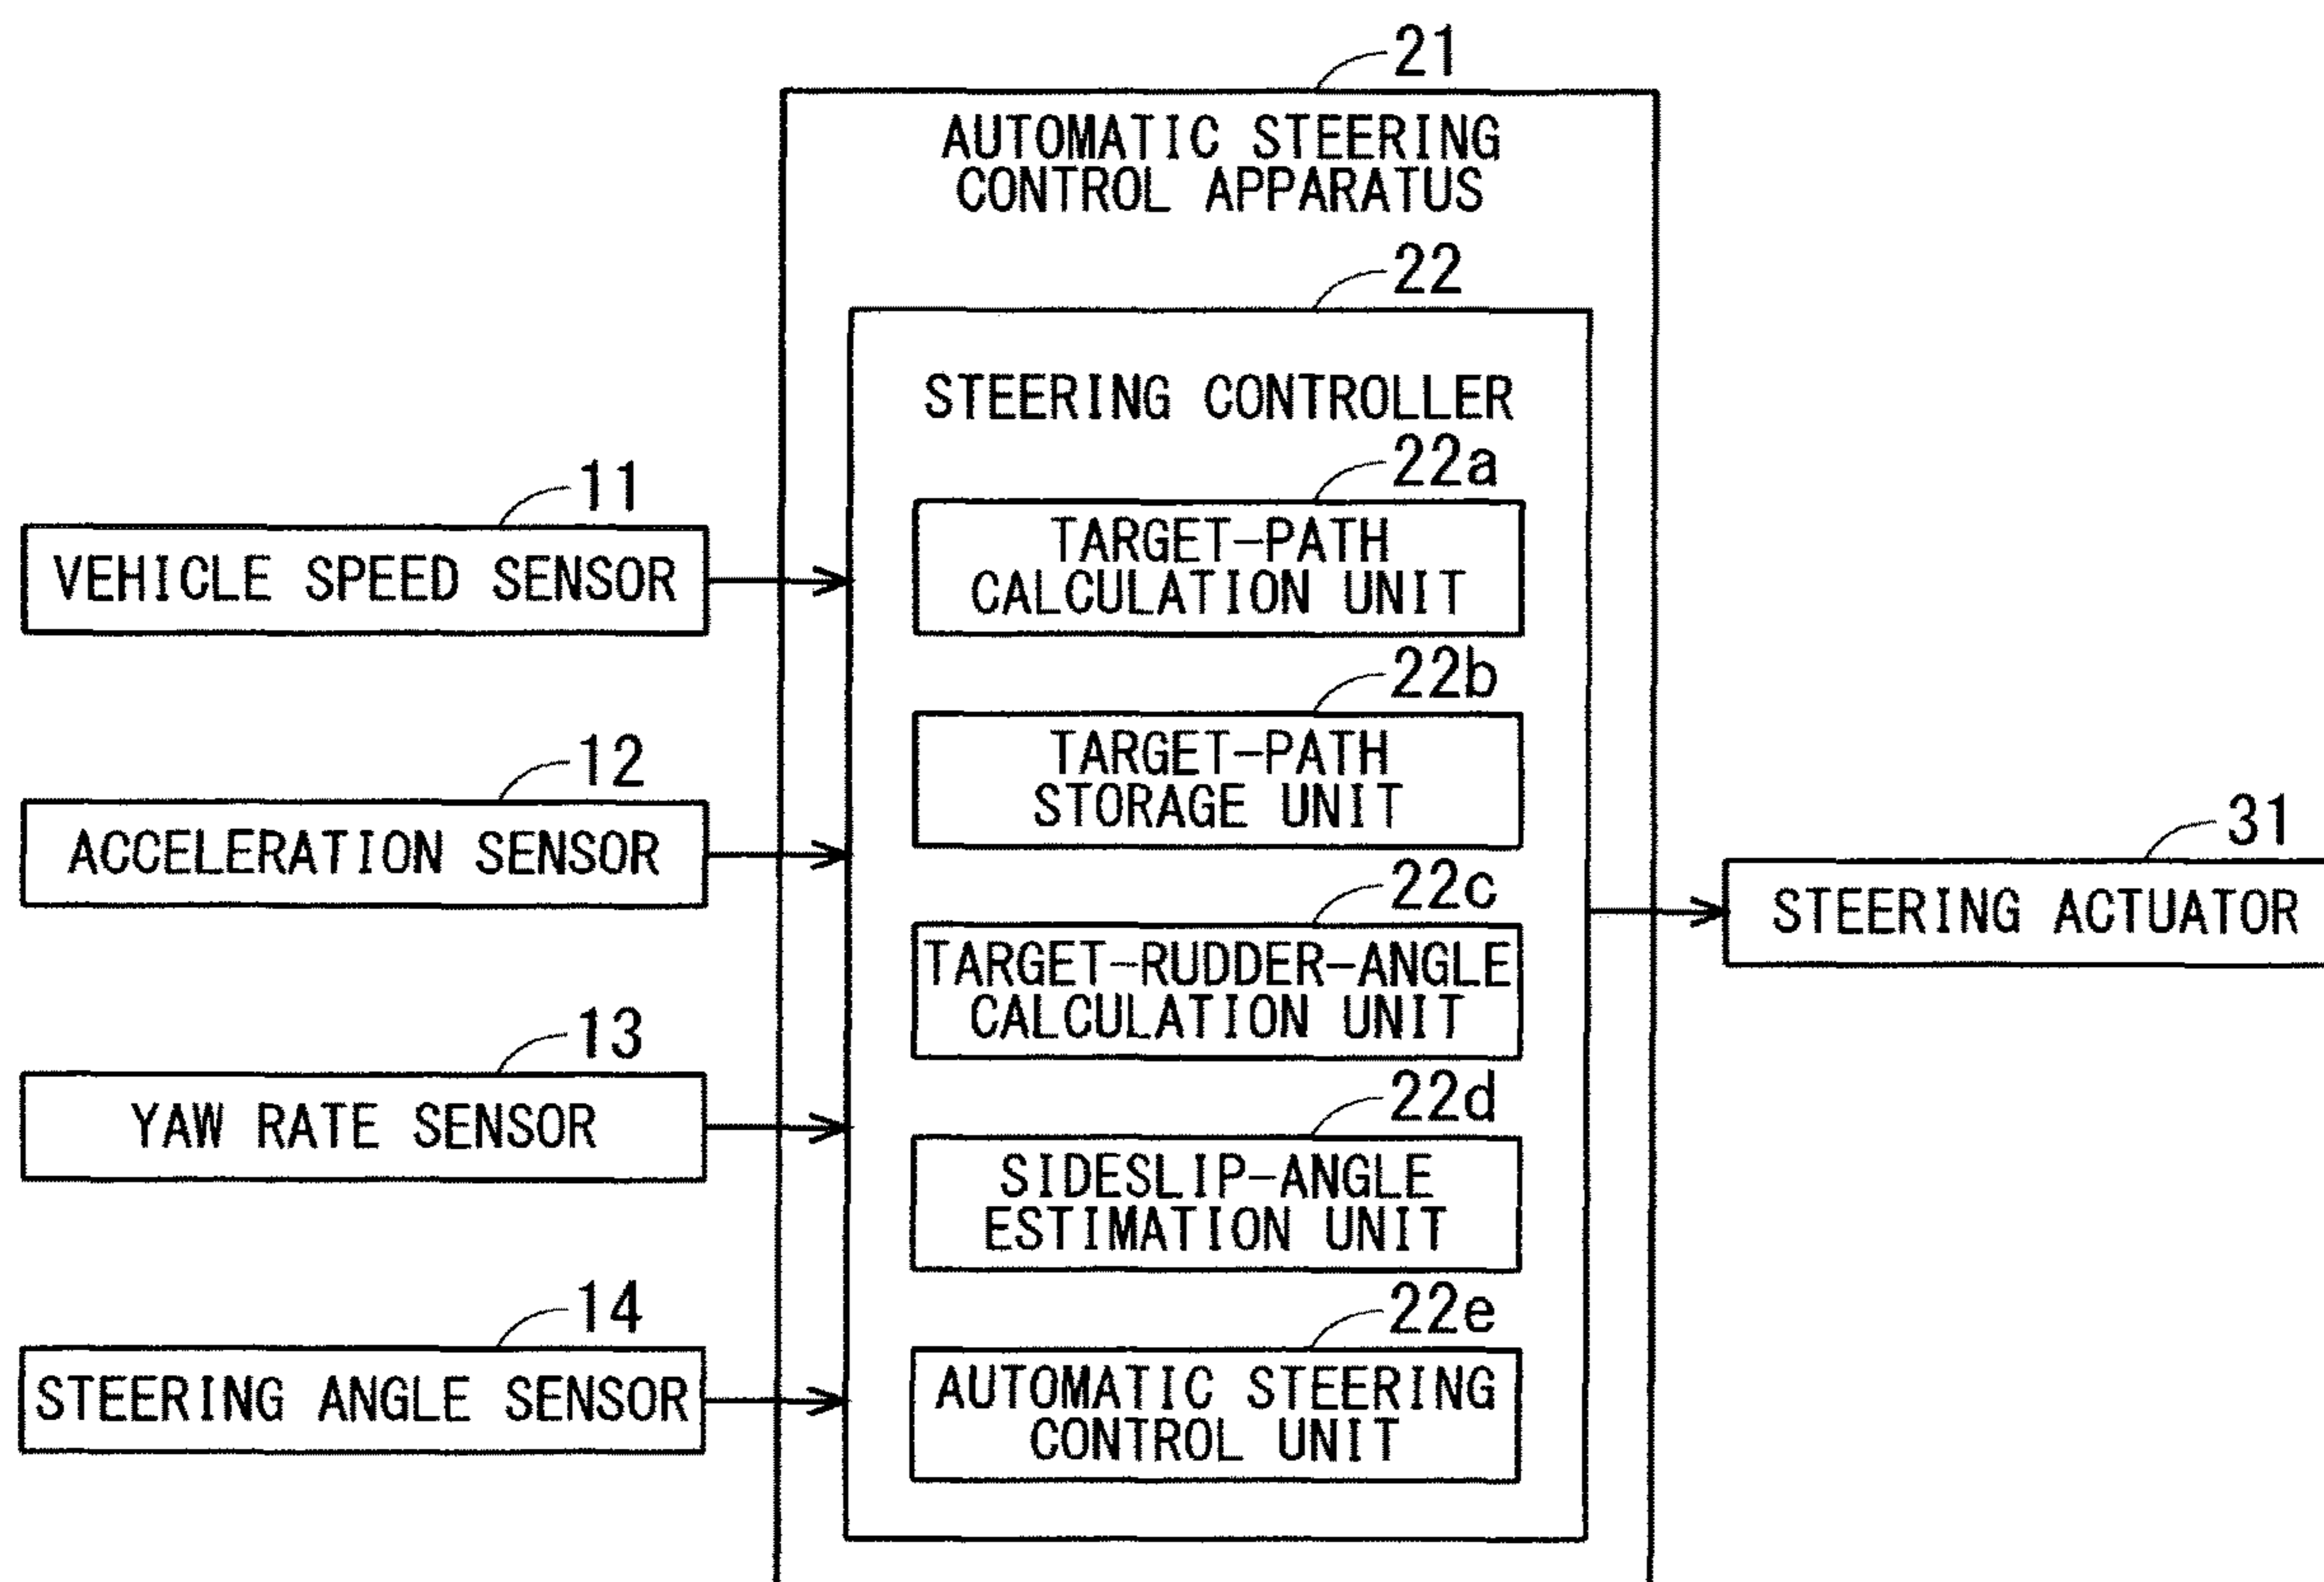 21
AUTOMATIC STEERING
CONTROL APPARATUS
22
STEERING CONTROLLER
11
VEHICLE SPEED SENSOR
12
ACCELERATION SENSOR
13
YAW RATE SENSOR
14
STEERING ANGLE SENSOR
22a
TARGET-PATH
CALCULATION UNIT
22b
TARGET-PATH
STORAGE UNIT
22c
TARGET-RUDDER-ANGLE
CALCULATION UNIT
22d
SIDESLIP-ANGLE
ESTIMATION UNIT
22e
AUTOMATIC STEERING
CONTROL UNIT
31
STEERING ACTUATOR